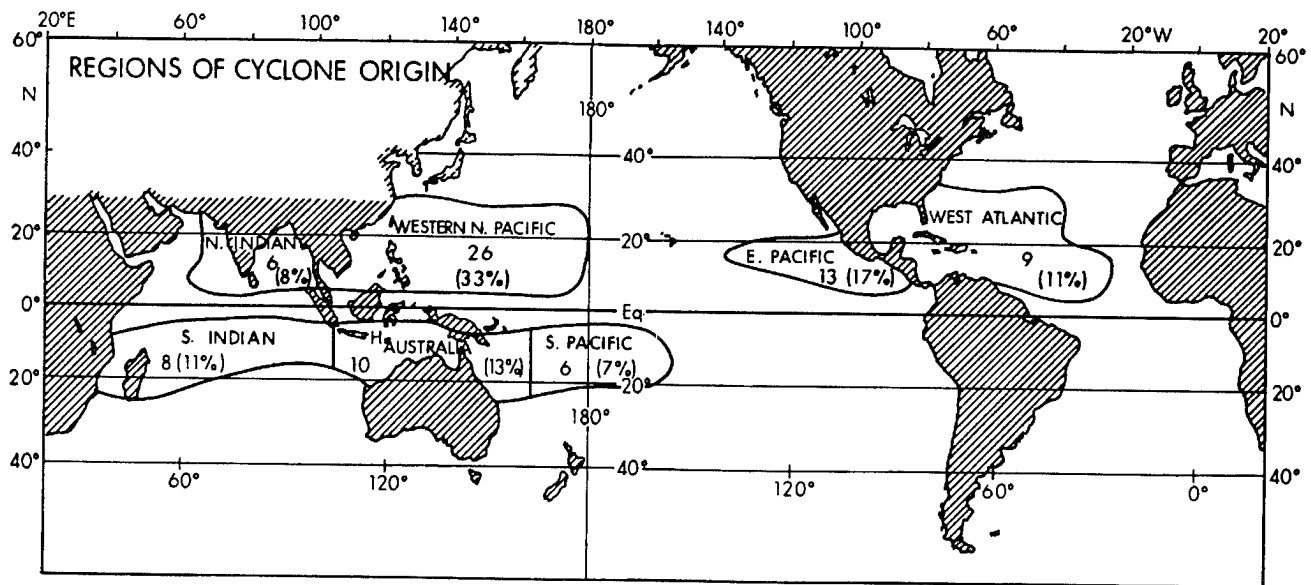 20°E 60° 100° 140° 180° 140° 100° 60° 20°W 20°
60° 60°
REGIONS OF CYCLONE ORIGIN
N 180° N
40° 40° 40°
WESTERN N. PACIFIC WEST ATLANTIC
20° N. INDIAN 20° 20°
6 (8%) 26 E. PACIFIC 9
(33%) 13 (17%) (11%)
0° Eq. 0°
S. INDIAN H. AUSTRALIA S. PACIFIC
8 (11%) 10 (13%) 6 (7%)
20° 20° 20°
180°
40° 40° 40°
60° 120° 120° 60° 0°